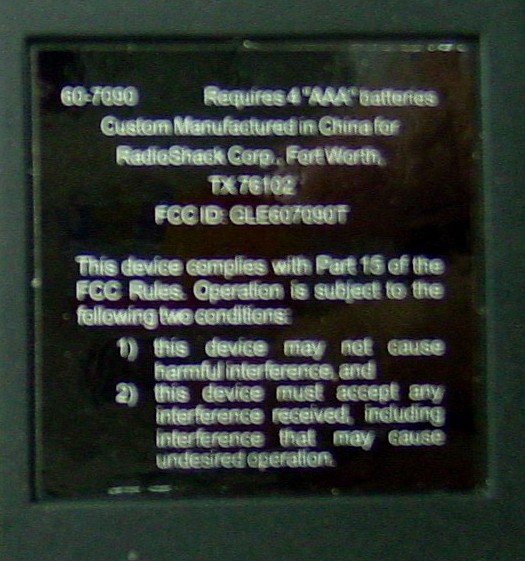 60-7090 Requires 4 "AAA" batteries
Custom Manufactured in China for
RadioShack Corp., Fort Worth,
TX 76102
FCC ID: CLE607090T
This device complies with Part 15 of the
FCC Rules. Operation is subject to the
following two conditions:
1) this device may not cause
harmful interference, and
2) this device must accept any
interference received, including
interference that may cause
undesired operation.